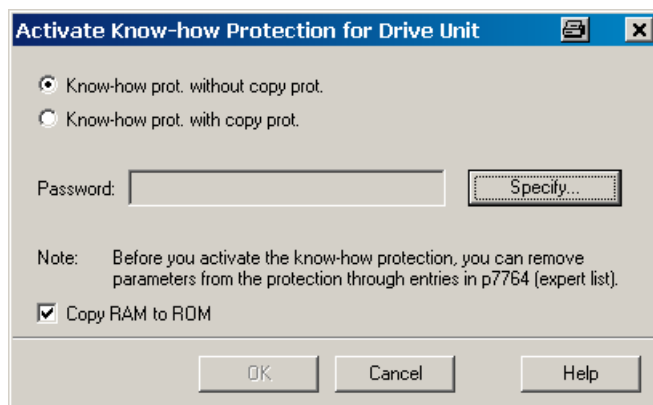 Activate Know-how Protection for Drive Unit
Know-how prot. without copy prot.
Know-how prot. with copy prot.
Password: Specify...
Note: Before you activate the know-how protection, you can remove
parameters from the protection through entries in p7764 (expert list).
Copy RAM to ROM
OK Cancel Help